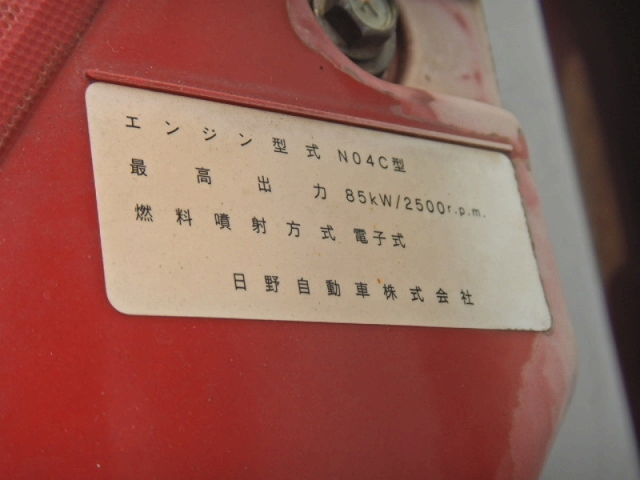 エンジン型式 N04C型
最高出力 85kW/2500r.p.m.
燃料噴射方式 電子式
日野自動車株式会社